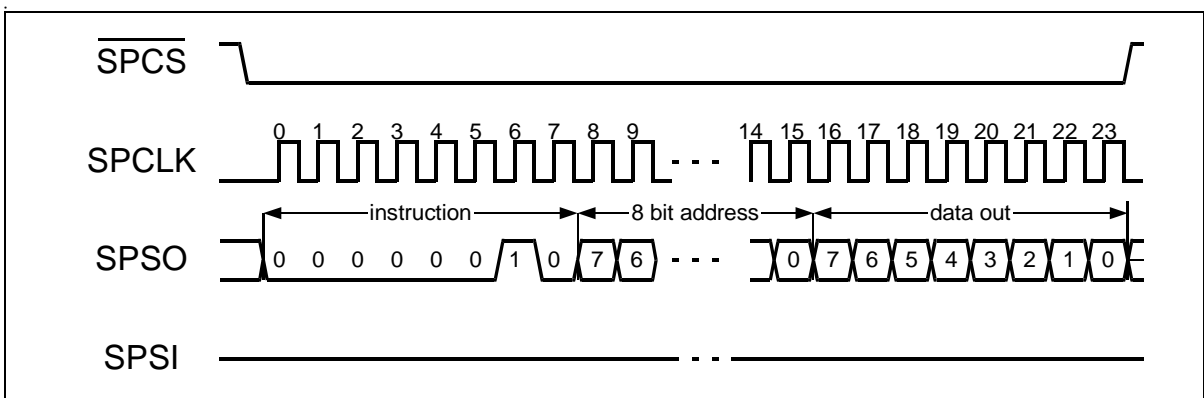 SPCS
0 1 2 3 4 5 6 7 8 9 14 15 16 17 18 19 20 21 22 23
SPCLK
instruction 8 bit address data out
SPSO 0 0 0 0 0 0 1 0 7 6 0 7 6 5 4 3 2 1 0
SPSI